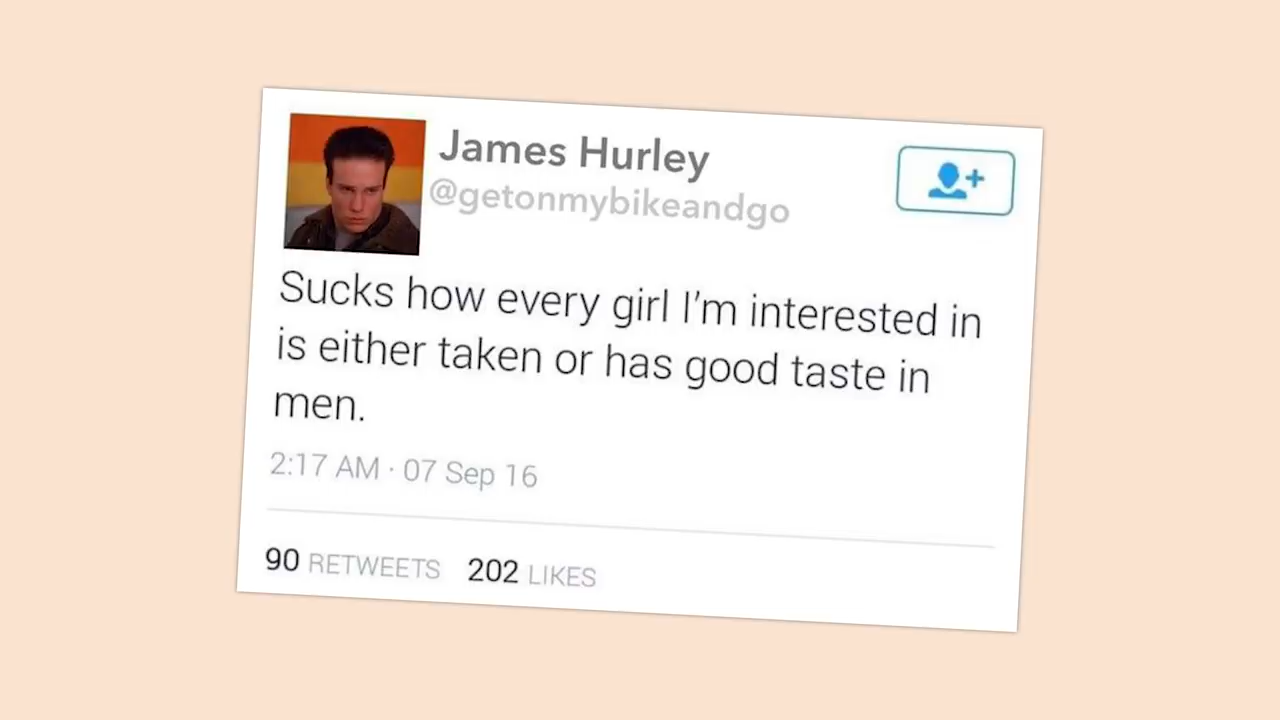 James Hurley
@getonmybikeandgo
Sucks how every girl I'm interested in
is either taken or has good taste in
men.
2:17 AM · 07 Sep 16
90 RETWEETS 202 LIKES